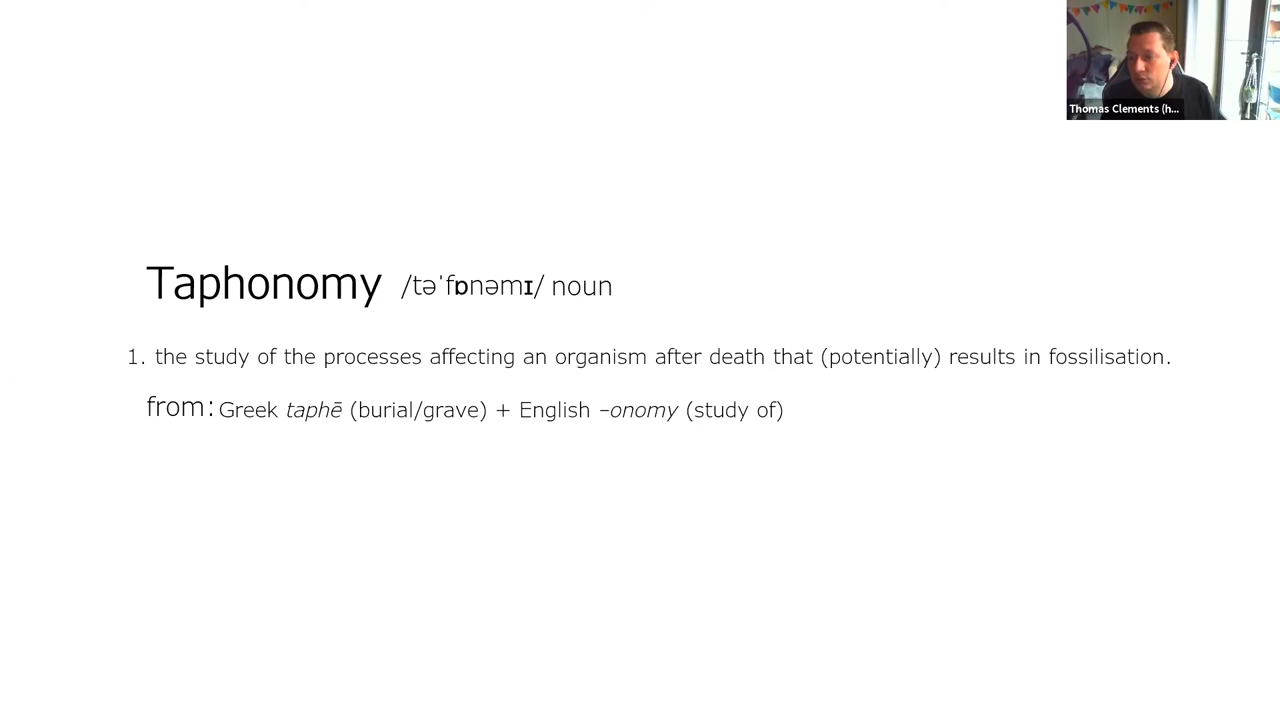 Thomas Clements (h...
Taphonomy /təˈfɒnəmɪ/ noun
1. the study of the processes affecting an organism after death that (potentially) results in fossilisation.
from: Greek taphē (burial/grave) + English –onomy (study of)